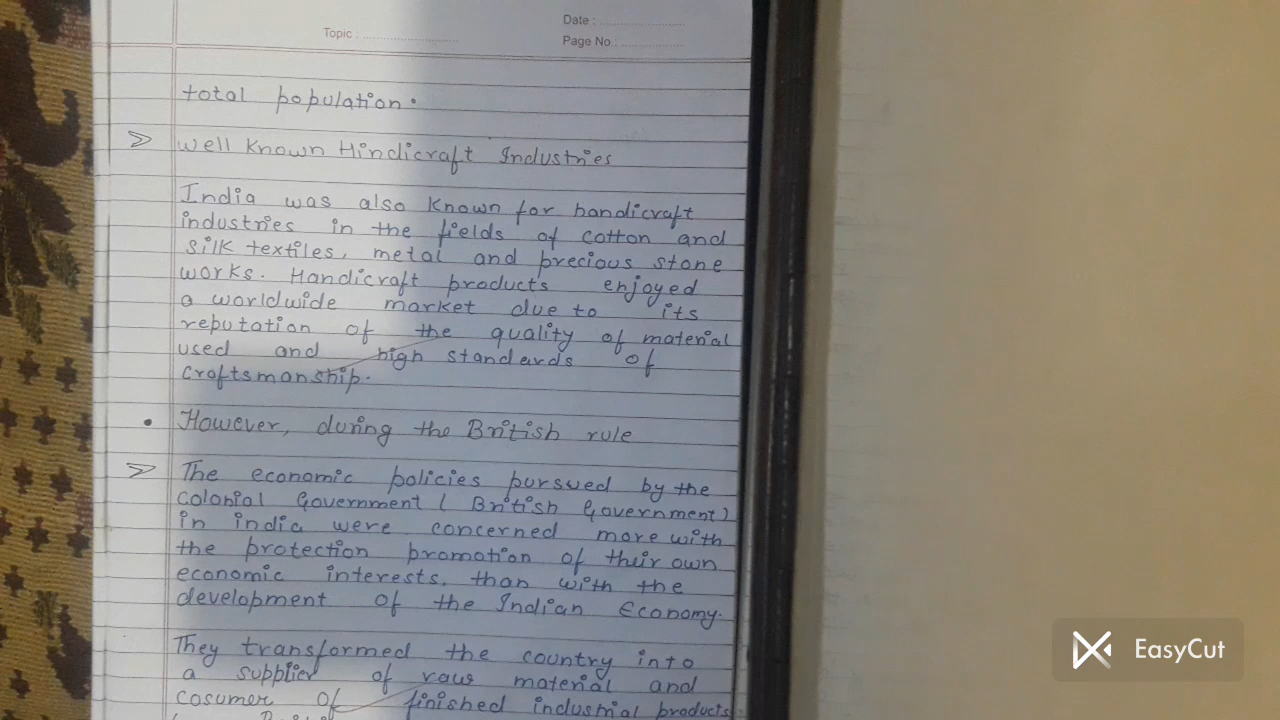 Topic :
Date :
Page No. :
total population.
> Well Known Hindicraft Industries
India was also Known for handicraft
industries in the fields of cotton and
silk textiles, metal and precious stone
works. Handicraft products enjoyed
a worldwide market due to its
reputation of the quality of material
used and high standards of
craftsmanship.
• However, during the British rule
> The economic policies pursued by the
Colonial Government ( British Government)
in india were concerned more with
the protection promotion of their own
economic interests, than with the
development of the Indian Economy.
They transformed the country into
a supplier of raw material and
cosumer of finished industrial products
EasyCut